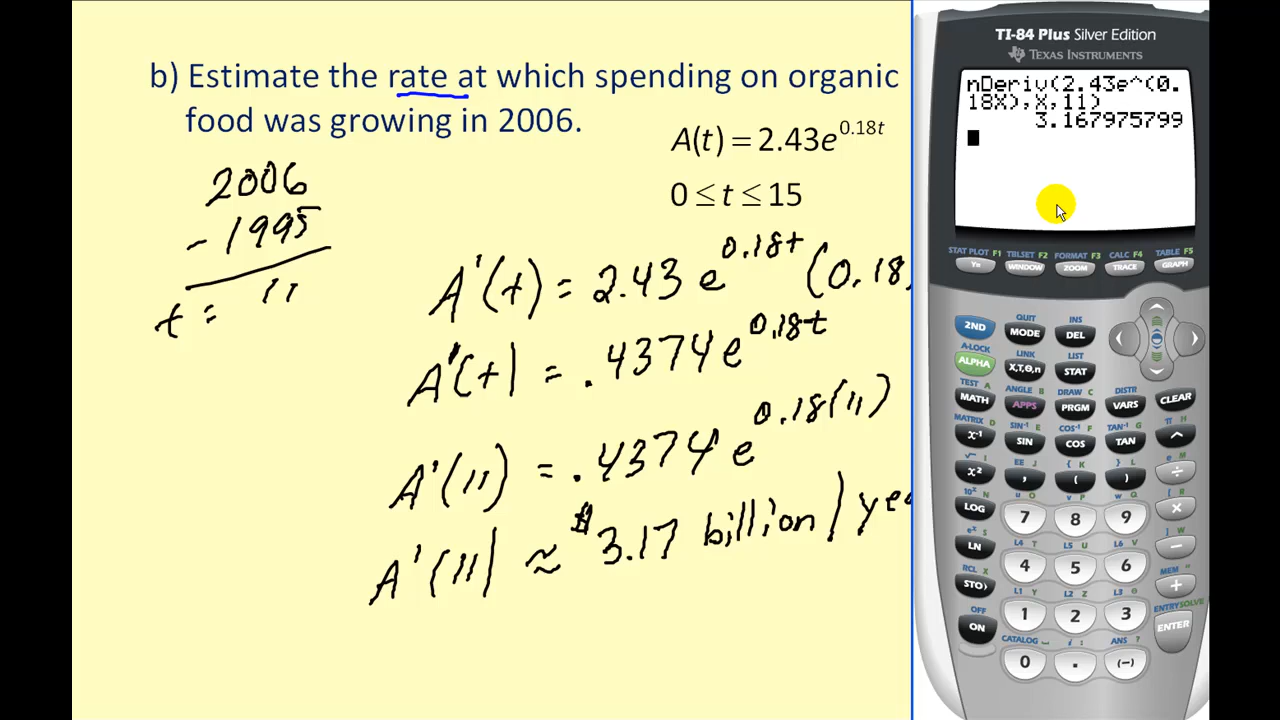 b) Estimate the rate at which spending on organic
food was growing in 2006.
A(t) = 2.43e^0.18t
0 ≤ t ≤ 15
2006
- 1995
t = 11
A'(t) = 2.43 e^0.18t (0.18)
A'(t) = .4374 e^0.18t
A'(11) = .4374 e^0.18(11)
A'(11) ≈ $3.17 billion/yea
TI-84 Plus Silver Edition
TEXAS INSTRUMENTS
nDeriv(2.43e^(0.
18X),X,11)
3.167975799
STAT PLOT F1 TBLSET F2 FORMAT F3 CALC F4 TABLE F5
Y= WINDOW ZOOM TRACE GRAPH
QUIT INS
2ND MODE DEL
A-LOCK LINK LIST
ALPHA X,T,θ,n STAT
TEST A ANGLE B DRAW C DISTR
MATH APPS PRGM VARS CLEAR
MATRIX D SIN⁻¹ E COS⁻¹ F TAN⁻¹ G π H
x⁻¹ SIN COS TAN ^
√ I EE J { K } L e M
x² , ( ) ÷
10ˣ N u O v P w Q [ R
LOG 7 8 9 ×
eˣ S L4 T L5 U L6 V ] W
LN 4 5 6 −
RCL X L1 Y L2 Z L3 θ MEM "
STO› 1 2 3 +
OFF CATALOG ⎵ i : ANS ? ENTRY SOLVE
ON 0 . (−) ENTER